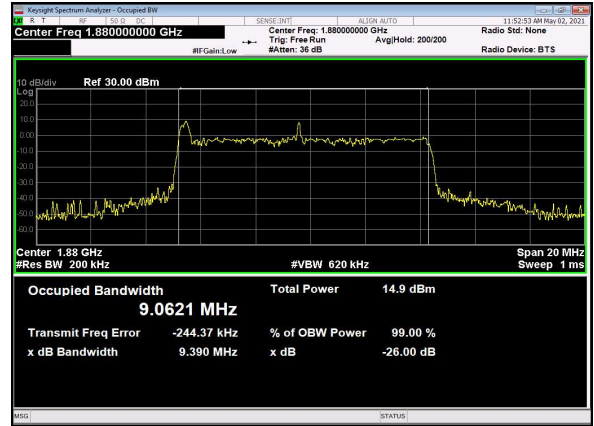 Keysight Spectrum Analyzer - Occupied BW
LXI R T RF 50 Ω DC SENSE:INT ALIGN AUTO 11:52:53 AM May 02, 2021
Center Freq 1.880000000 GHz Center Freq: 1.880000000 GHz Radio Std: None
Trig: Free Run Avg|Hold: 200/200
#IFGain:Low #Atten: 36 dB Radio Device: BTS
10 dB/div Ref 30.00 dBm
Log
20.0
10.0
0.00
-10.0
-20.0
-30.0
-40.0
-50.0
-60.0
Center 1.88 GHz Span 20 MHz
#Res BW 200 kHz #VBW 620 kHz Sweep 1 ms
Occupied Bandwidth Total Power 14.9 dBm
9.0621 MHz
Transmit Freq Error -244.37 kHz % of OBW Power 99.00 %
x dB Bandwidth 9.390 MHz x dB -26.00 dB
MSG STATUS